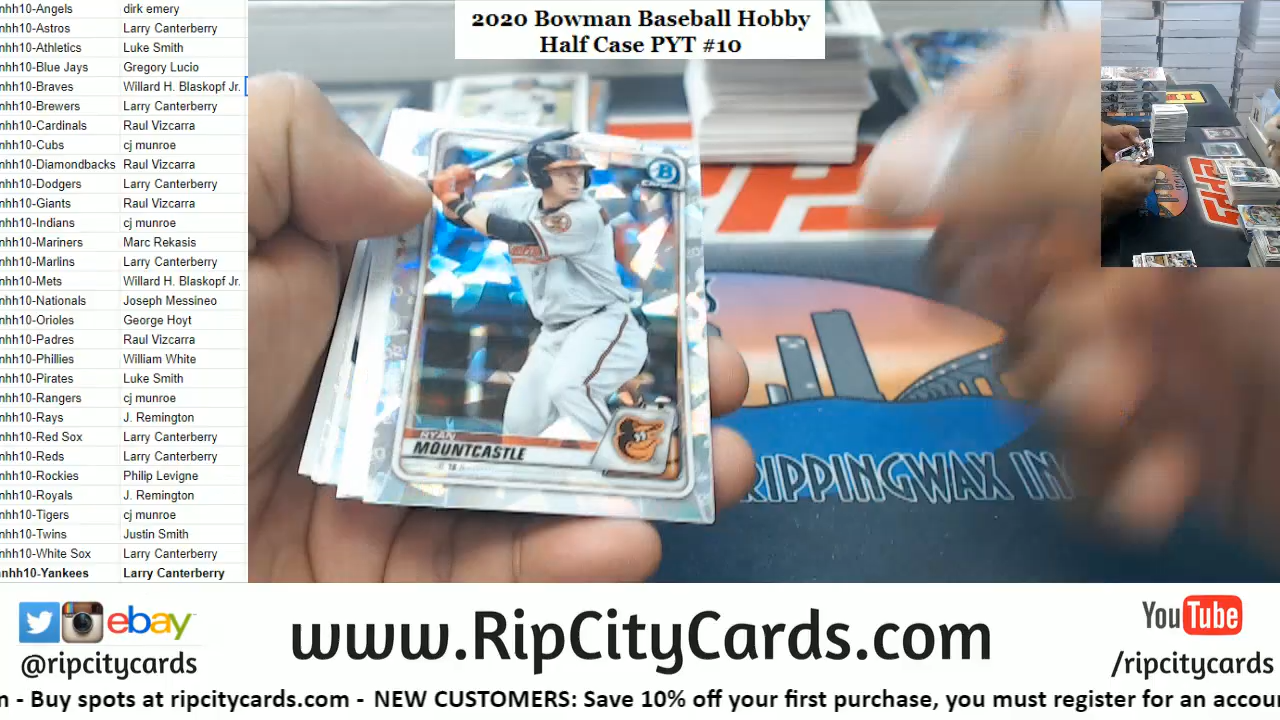 2020 Bowman Baseball Hobby
Half Case PYT #10
nhh10-Angels dirk emery
nhh10-Astros Larry Canterberry
nhh10-Athletics Luke Smith
nhh10-Blue Jays Gregory Lucio
nhh10-Braves Willard H. Blaskopf Jr.
nhh10-Brewers Larry Canterberry
nhh10-Cardinals Raul Vizcarra
nhh10-Cubs cj munroe
nhh10-Diamondbacks Raul Vizcarra
nhh10-Dodgers Larry Canterberry
nhh10-Giants Raul Vizcarra
nhh10-Indians cj munroe
nhh10-Mariners Marc Rekasis
nhh10-Marlins Larry Canterberry
nhh10-Mets Willard H. Blaskopf Jr.
nhh10-Nationals Joseph Messineo
nhh10-Orioles George Hoyt
nhh10-Padres Raul Vizcarra
nhh10-Phillies William White
nhh10-Pirates Luke Smith
nhh10-Rangers cj munroe
nhh10-Rays J. Remington
nhh10-Red Sox Larry Canterberry
nhh10-Reds Larry Canterberry
nhh10-Rockies Philip Levigne
nhh10-Royals J. Remington
nhh10-Tigers cj munroe
nhh10-Twins Justin Smith
nhh10-White Sox Larry Canterberry
nhh10-Yankees Larry Canterberry
B
CHROME
RYAN
MOUNTCASTLE
RIPPINGWAX IN
ebay
@ripcitycards
www.RipCityCards.com
YouTube
/ripcitycards
m - Buy spots at ripcitycards.com - NEW CUSTOMERS: Save 10% off your first purchase, you must register for an accou